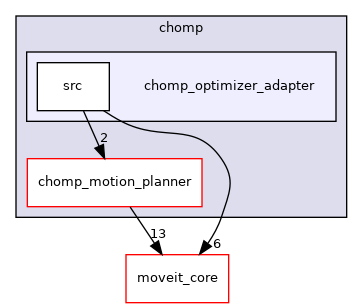 chomp
src
chomp_optimizer_adapter
2
chomp_motion_planner
13
6
moveit_core